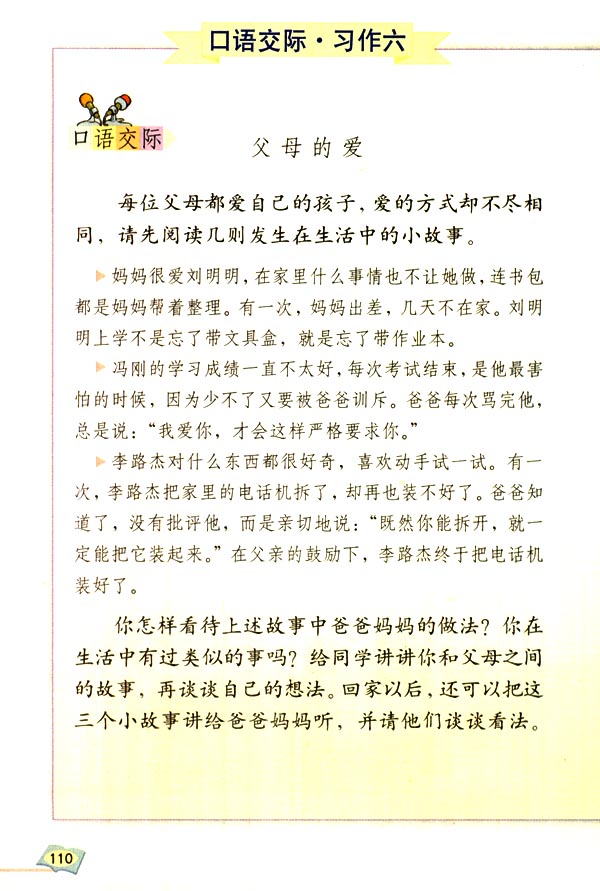 口语交际·习作六
口语交际
父母的爱
每位父母都爱自己的孩子，爱的方式却不尽相
同，请先阅读几则发生在生活中的小故事。
妈妈很爱刘明明，在家里什么事情也不让她做，连书包
都是妈妈帮着整理。有一次，妈妈出差，几天不在家。刘明
明上学不是忘了带文具盒，就是忘了带作业本。
冯刚的学习成绩一直不太好，每次考试结束，是他最害
怕的时候，因为少不了又要被爸爸训斥。爸爸每次骂完他，
总是说：“我爱你，才会这样严格要求你。”
李路杰对什么东西都很好奇，喜欢动手试一试。有一
次，李路杰把家里的电话机拆了，却再也装不好了。爸爸知
道了，没有批评他，而是亲切地说：“既然你能拆开，就一
定能把它装起来。”在父亲的鼓励下，李路杰终于把电话机
装好了。
你怎样看待上述故事中爸爸妈妈的做法？你在
生活中有过类似的事吗？给同学讲讲你和父母之间
的故事，再谈谈自己的想法。回家以后，还可以把这
三个小故事讲给爸爸妈妈听，并请他们谈谈看法。
110